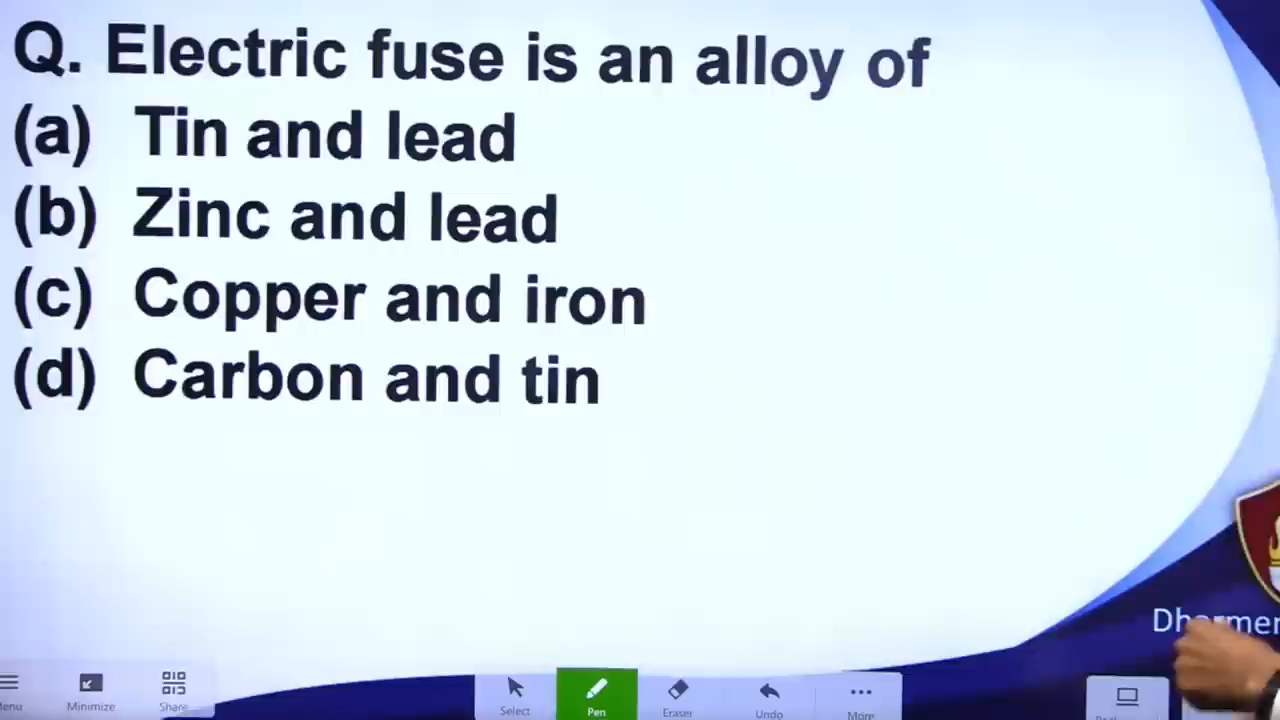 Q. Electric fuse is an alloy of
(a) Tin and lead
(b) Zinc and lead
(c) Copper and iron
(d) Carbon and tin
Minimize
Share
Select
Pen
Eraser
Undo
More